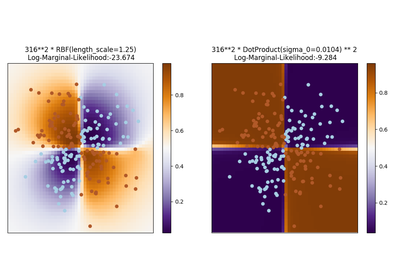 316**2 * RBF(length_scale=1.25)
Log-Marginal-Likelihood:-23.674
0.8
0.6
0.4
0.2
316**2 * DotProduct(sigma_0=0.0104) ** 2
Log-Marginal-Likelihood:-9.284
0.8
0.6
0.4
0.2